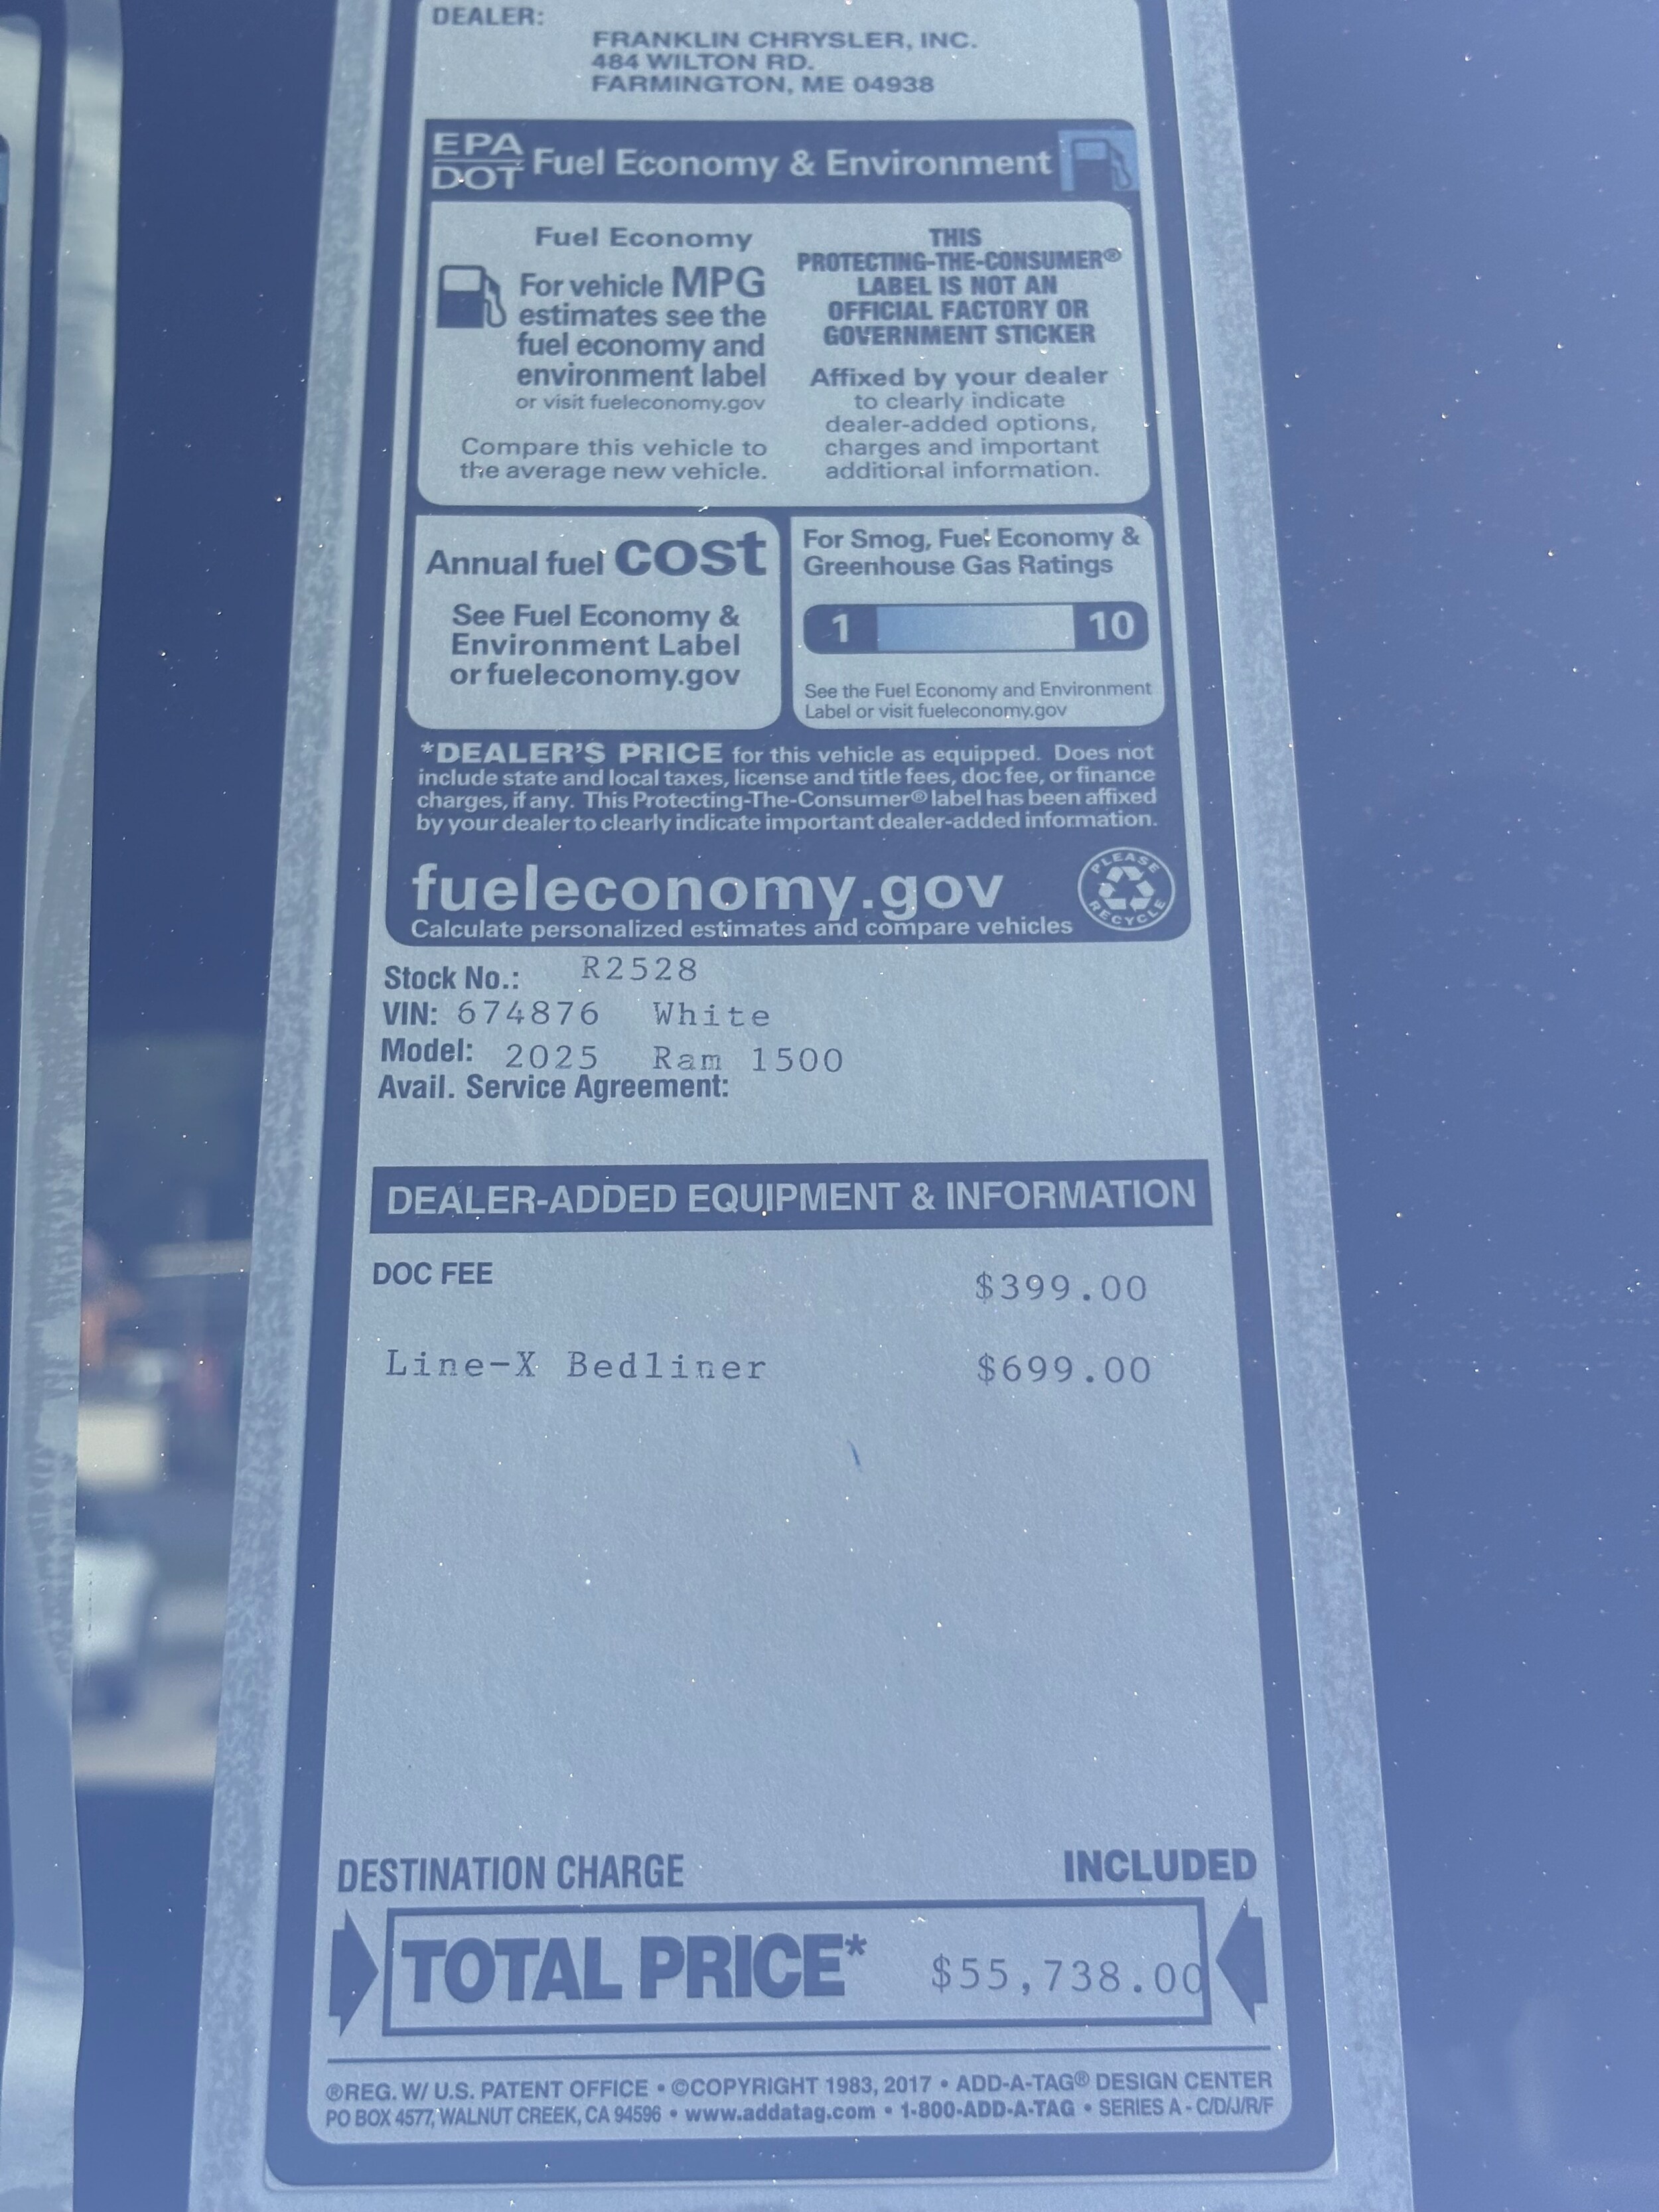 DEALER:
FRANKLIN CHRYSLER, INC.
484 WILTON RD.
FARMINGTON, ME 04938
EPA
DOT
Fuel Economy & Environment
Fuel Economy
For vehicle MPG
estimates see the
fuel economy and
environment label
or visit fueleconomy.gov
Compare this vehicle to
the average new vehicle.
THIS
PROTECTING-THE-CONSUMER®
LABEL IS NOT AN
OFFICIAL FACTORY OR
GOVERNMENT STICKER
Affixed by your dealer
to clearly indicate
dealer-added options,
charges and important
additional information.
Annual fuel cost
See Fuel Economy &
Environment Label
or fueleconomy.gov
For Smog, Fuel Economy &
Greenhouse Gas Ratings
1 10
See the Fuel Economy and Environment
Label or visit fueleconomy.gov
*DEALER'S PRICE for this vehicle as equipped. Does not
include state and local taxes, license and title fees, doc fee, or finance
charges, if any. This Protecting-The-Consumer® label has been affixed
by your dealer to clearly indicate important dealer-added information.
fueleconomy.gov
Calculate personalized estimates and compare vehicles
PLEASE
RECYCLE
Stock No.: R2528
VIN: 674876 White
Model: 2025 Ram 1500
Avail. Service Agreement:
DEALER-ADDED EQUIPMENT & INFORMATION
DOC FEE $399.00
Line-X Bedliner $699.00
DESTINATION CHARGE INCLUDED
TOTAL PRICE* $55,738.00
®REG. W/ U.S. PATENT OFFICE • ©COPYRIGHT 1983, 2017 • ADD-A-TAG® DESIGN CENTER
PO BOX 4577, WALNUT CREEK, CA 94596 • www.addatag.com • 1-800-ADD-A-TAG • SERIES A - C/D/J/R/F